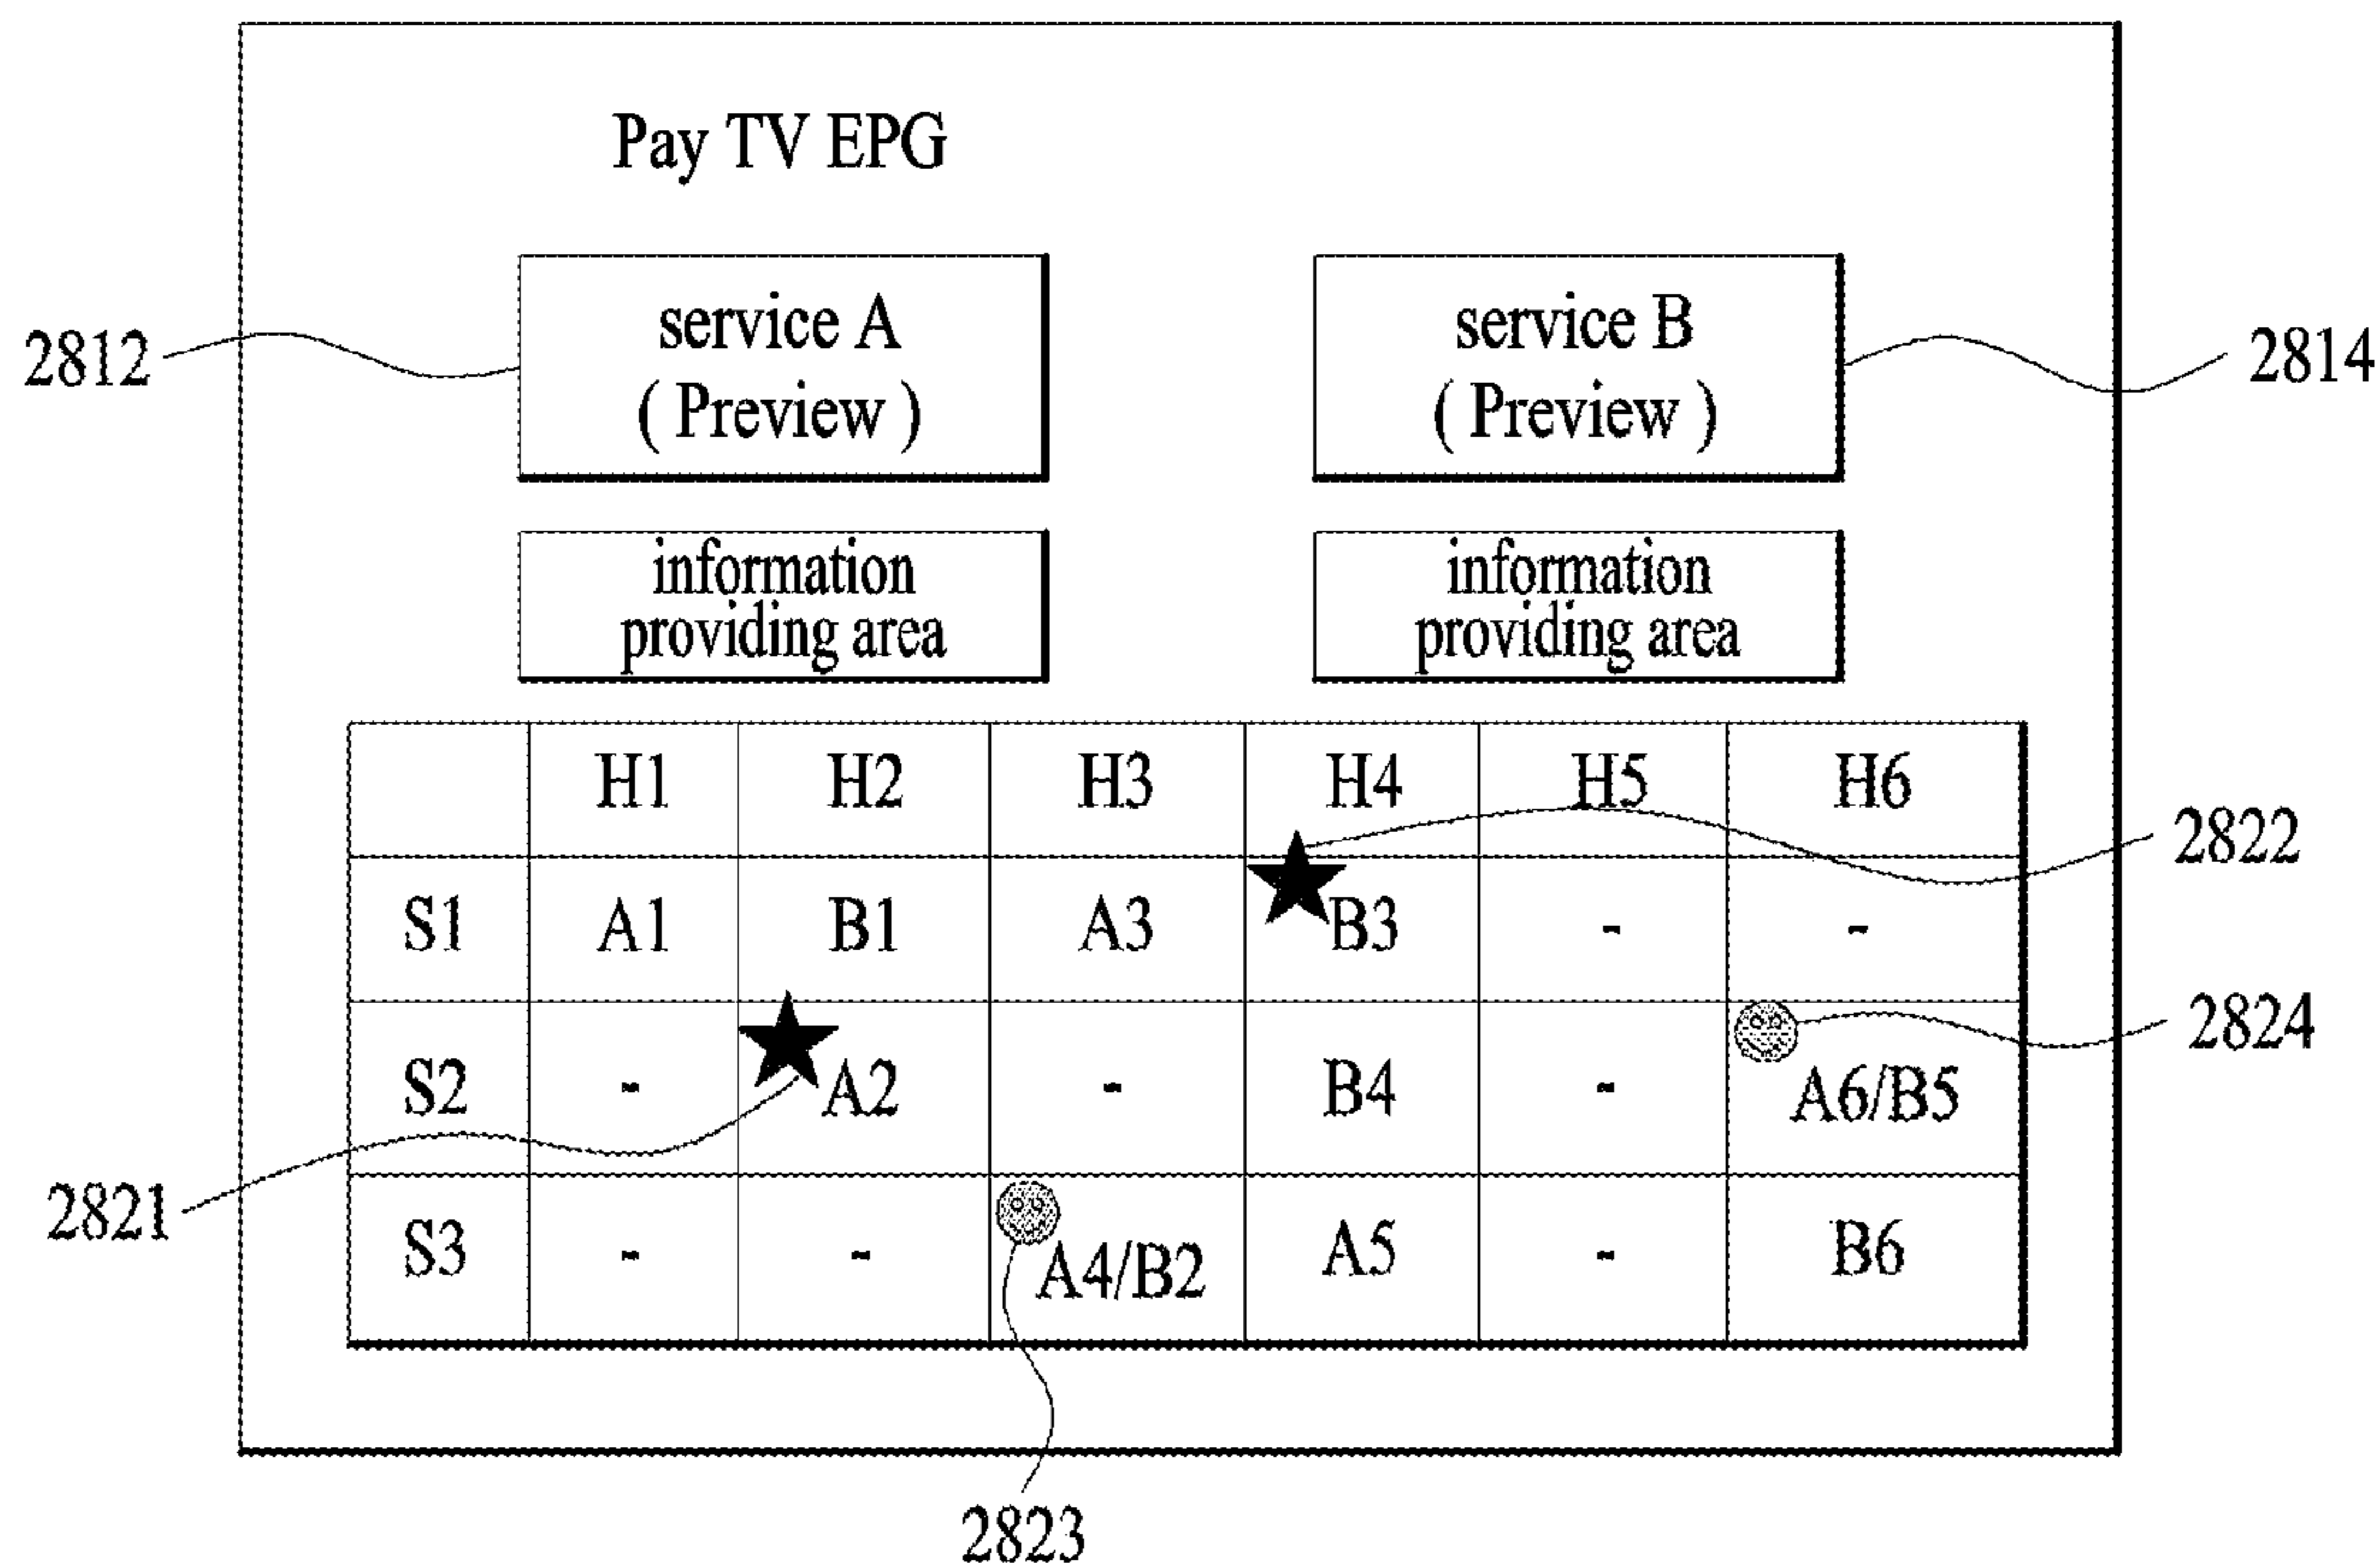 Pay TV EPG
service A
( Preview )
service B
( Preview )
2812
2814
information
providing area
information
providing area
H1 H2 H3 H4 H5 H6
2822
S1 A1 B1 A3 B3 - -
2824
S2 - A2 - B4 - A6/B5
2821
S3 - - A4/B2 A5 - B6
2823